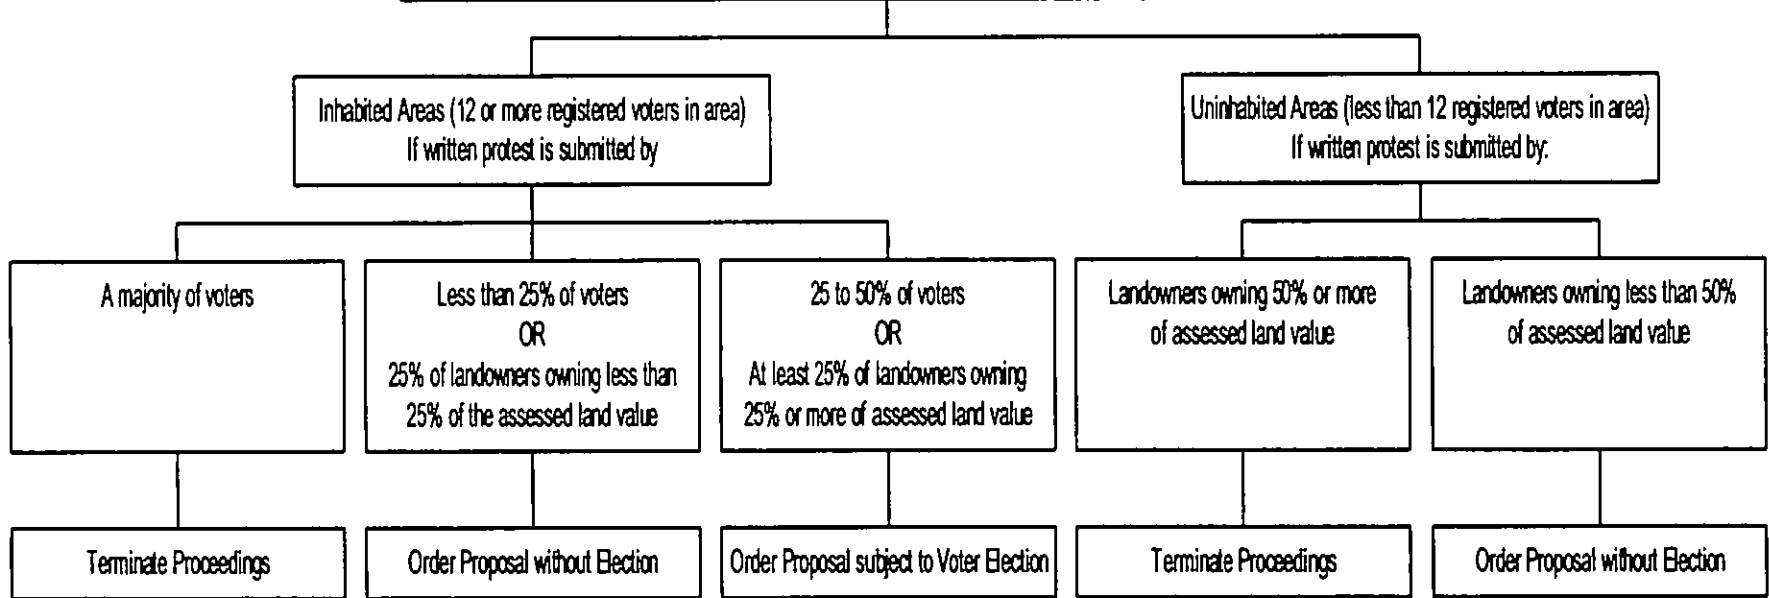 Inhabited Areas (12 or more registered voters in area)
If written protest is submitted by
Uninhabited Areas (less than 12 registered voters in area)
If written protest is submitted by:
A majority of voters
Less than 25% of voters
OR
25% of landowners owning less than
25% of the assessed land value
25 to 50% of voters
OR
At least 25% of landowners owning
25% or more of assessed land value
Landowners owning 50% or more
of assessed land value
Landowners owning less than 50%
of assessed land value
Terminate Proceedings
Order Proposal without Election
Order Proposal subject to Voter Election
Terminate Proceedings
Order Proposal without Election